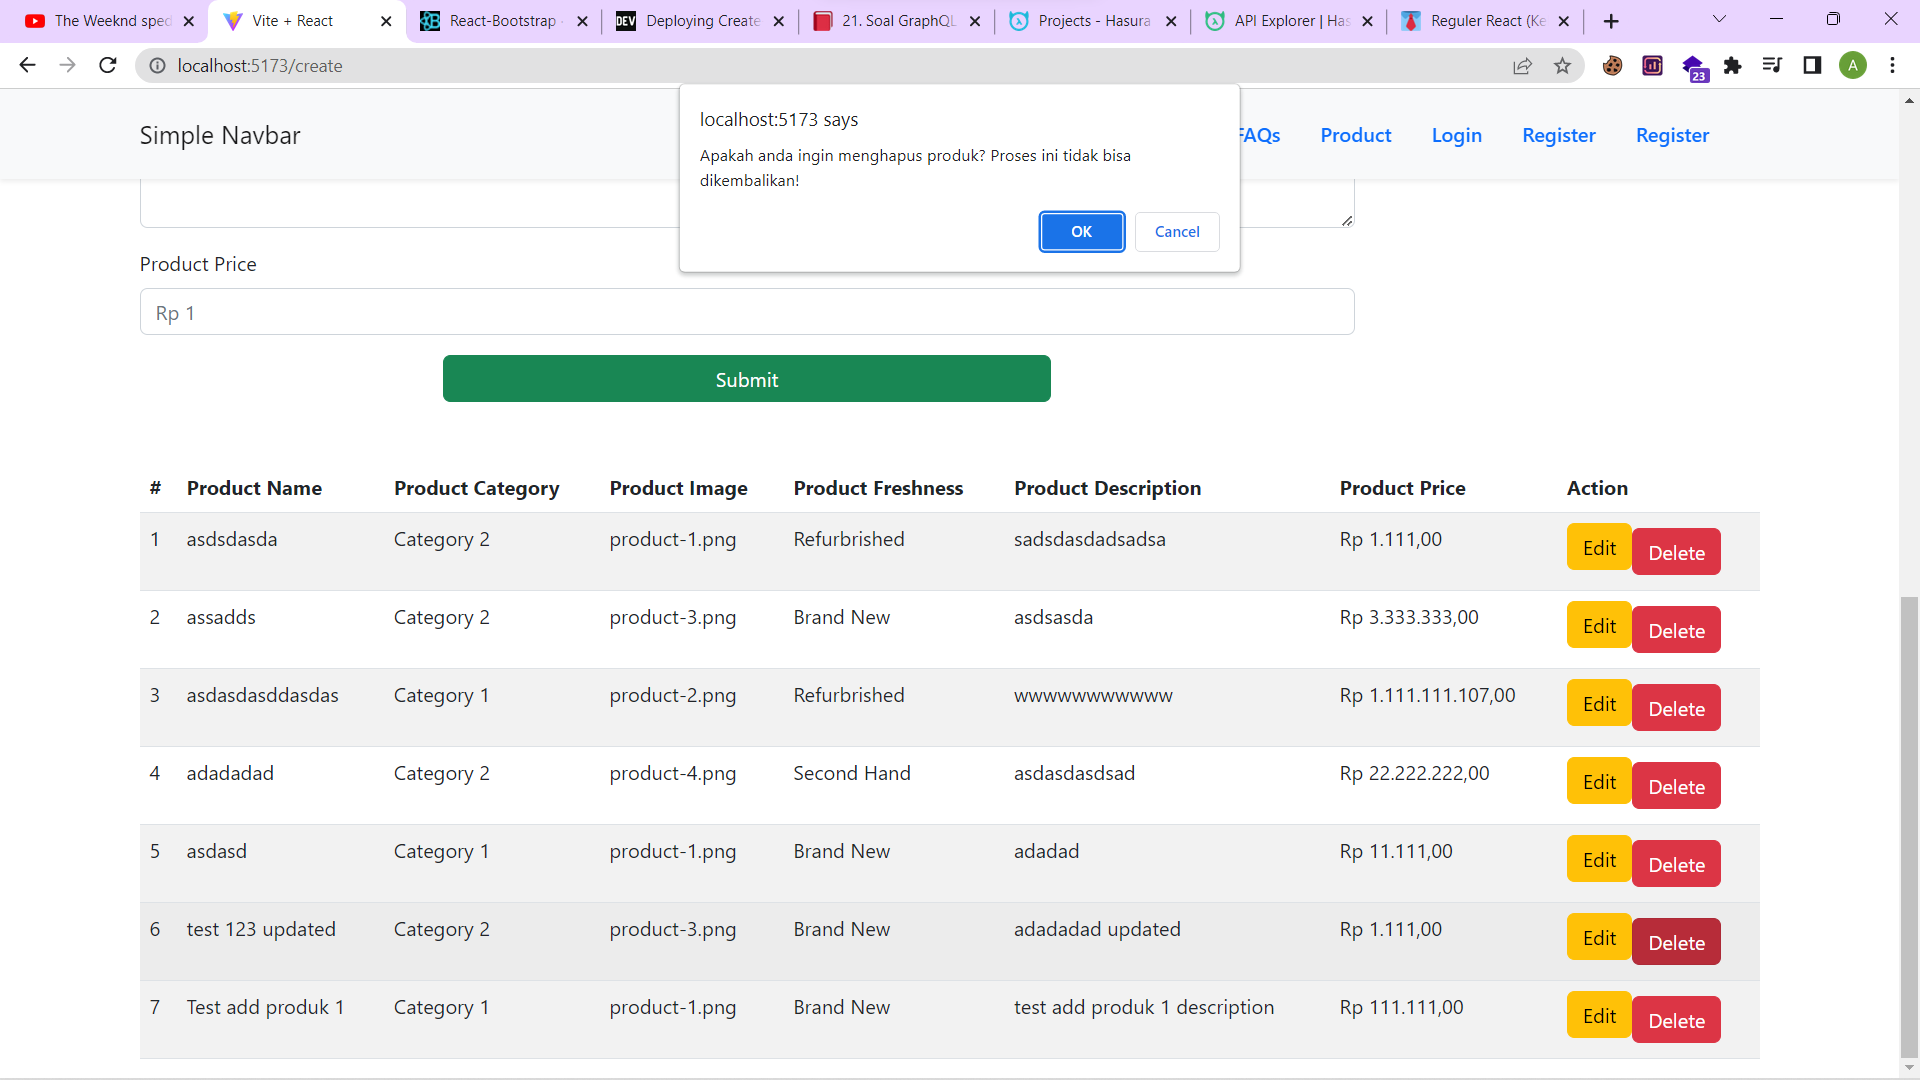 The Weeknd sped
Vite + React
React-Bootstrap
DEV
Deploying Create
21. Soal GraphQL
Projects - Hasura
API Explorer | Has
Reguler React (Ke
localhost:5173/create
23
A
Simple Navbar
FAQs
Product
Login
Register
Register
localhost:5173 says
Apakah anda ingin menghapus produk? Proses ini tidak bisa
dikembalikan!
OK
Cancel
Product Price
Rp 1
Submit
# Product Name Product Category Product Image Product Freshness Product Description Product Price Action
1 asdsdasda Category 2 product-1.png Refurbrished sadsdasdadsadsa Rp 1.111,00 Edit Delete
2 assadds Category 2 product-3.png Brand New asdsasda Rp 3.333.333,00 Edit Delete
3 asdasdasddasdas Category 1 product-2.png Refurbrished wwwwwwwwwww Rp 1.111.111.107,00 Edit Delete
4 adadadad Category 2 product-4.png Second Hand asdasdasdsad Rp 22.222.222,00 Edit Delete
5 asdasd Category 1 product-1.png Brand New adadad Rp 11.111,00 Edit Delete
6 test 123 updated Category 2 product-3.png Brand New adadadad updated Rp 1.111,00 Edit Delete
7 Test add produk 1 Category 1 product-1.png Brand New test add produk 1 description Rp 111.111,00 Edit Delete